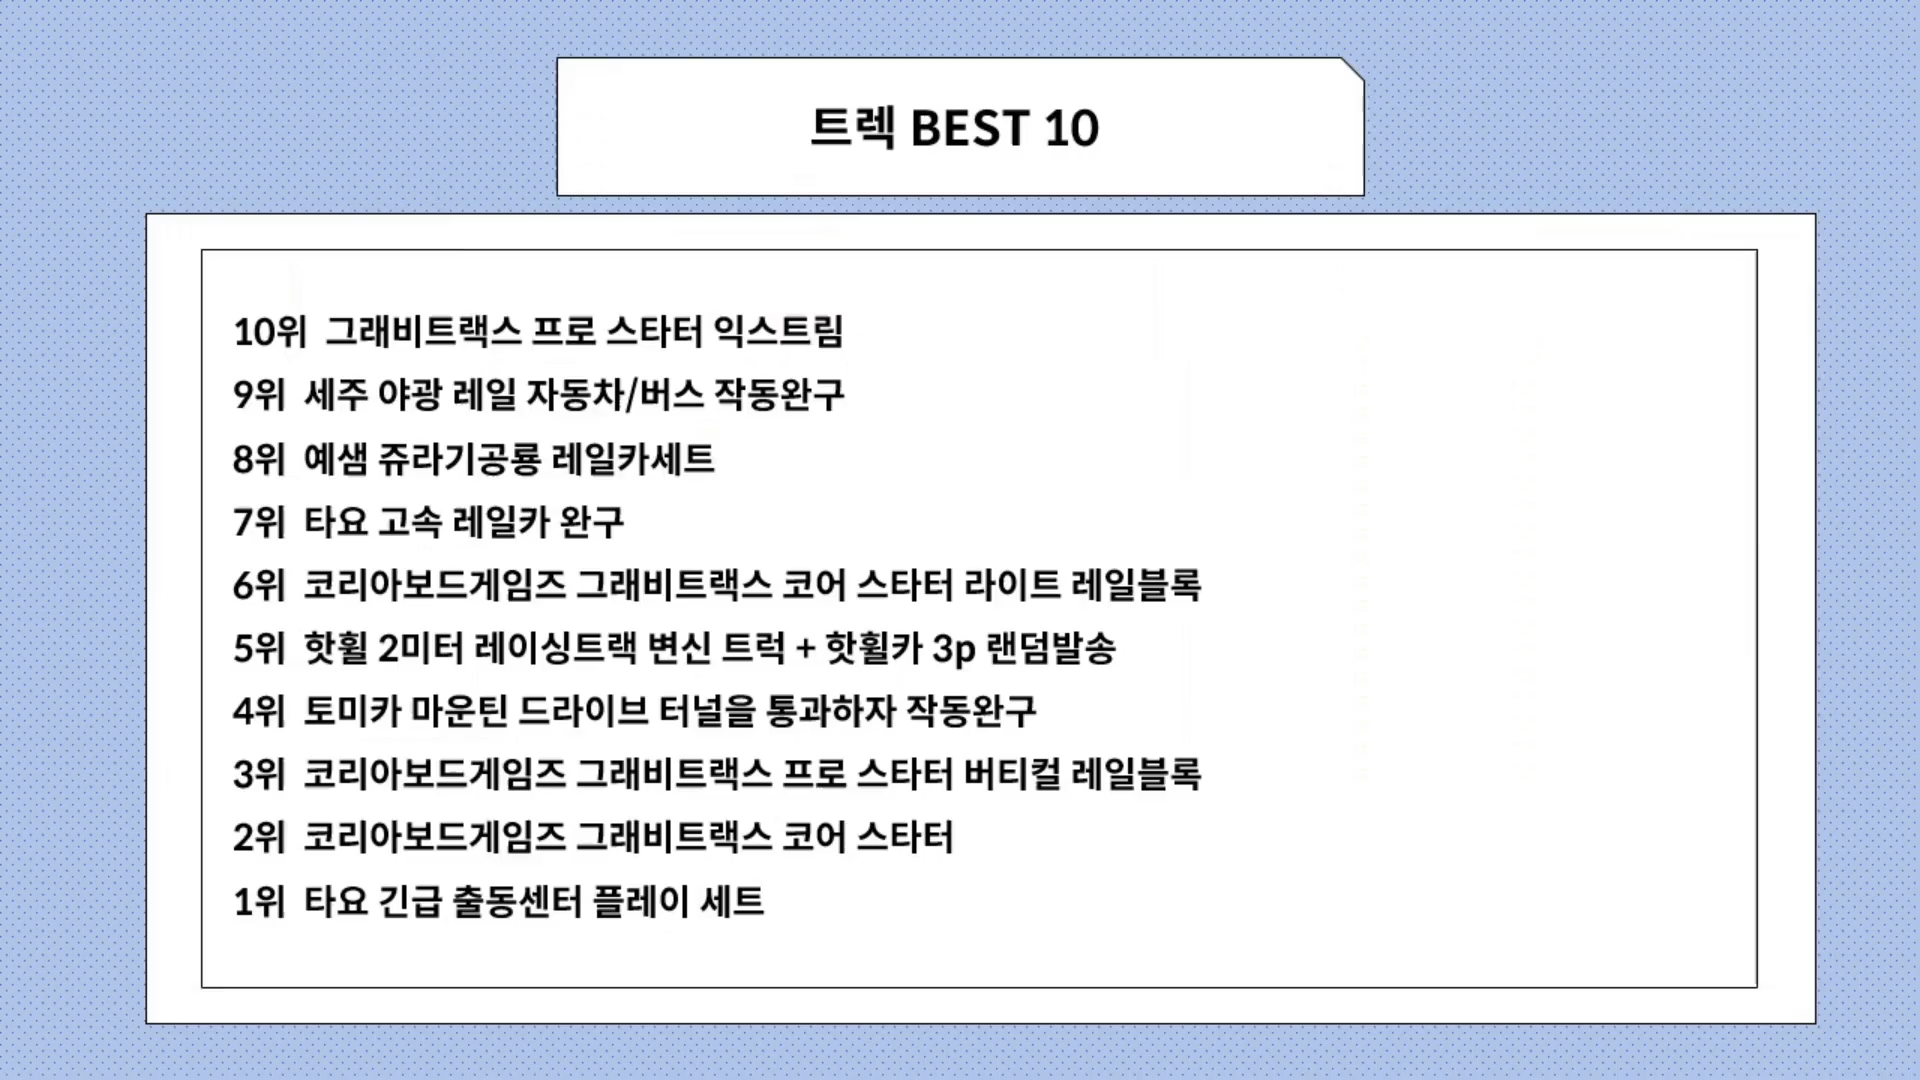 트렉 BEST 10
10위 그래비트랙스 프로 스타터 익스트림
9위 세주 야광 레일 자동차/버스 작동완구
8위 예샘 쥬라기공룡 레일카세트
7위 타요 고속 레일카 완구
6위 코리아보드게임즈 그래비트랙스 코어 스타터 라이트 레일블록
5위 핫휠 2미터 레이싱트랙 변신 트럭 + 핫휠카 3p 랜덤발송
4위 토미카 마운틴 드라이브 터널을 통과하자 작동완구
3위 코리아보드게임즈 그래비트랙스 프로 스타터 버티컬 레일블록
2위 코리아보드게임즈 그래비트랙스 코어 스타터
1위 타요 긴급 출동센터 플레이 세트